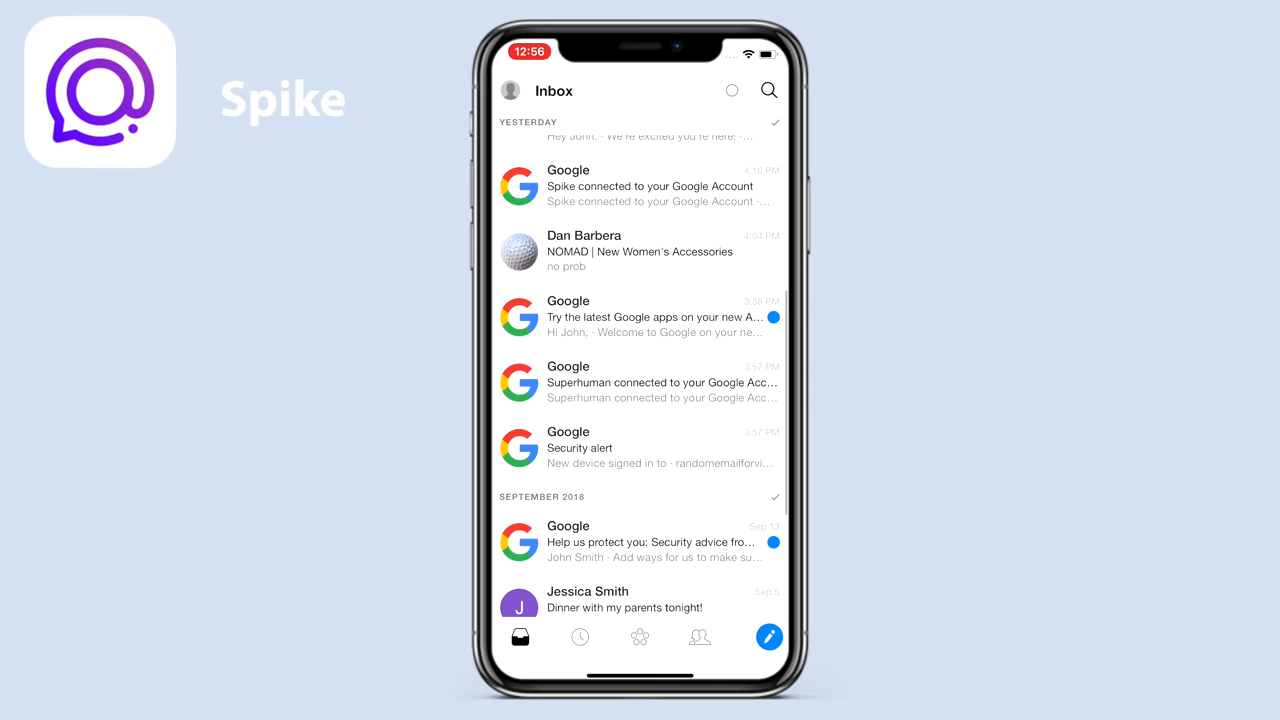 Spike
12:56
Inbox
YESTERDAY
Hey John, · We're excited you're here! ·...
Google
4:10 PM
Spike connected to your Google Account
Spike connected to your Google Account ·...
Dan Barbera
4:04 PM
NOMAD | New Women's Accessories
no prob
Google
3:58 PM
Try the latest Google apps on your new A...
Hi John, · Welcome to Google on your ne...
Google
3:57 PM
Superhuman connected to your Google Acc...
Superhuman connected to your Google Acc...
Google
3:57 PM
Security alert
New device signed in to · randomemailforvi...
SEPTEMBER 2018
Google
Sep 13
Help us protect you: Security advice fro...
John Smith · Add ways for us to make su...
Jessica Smith
Sep 5
J
Dinner with my parents tonight!